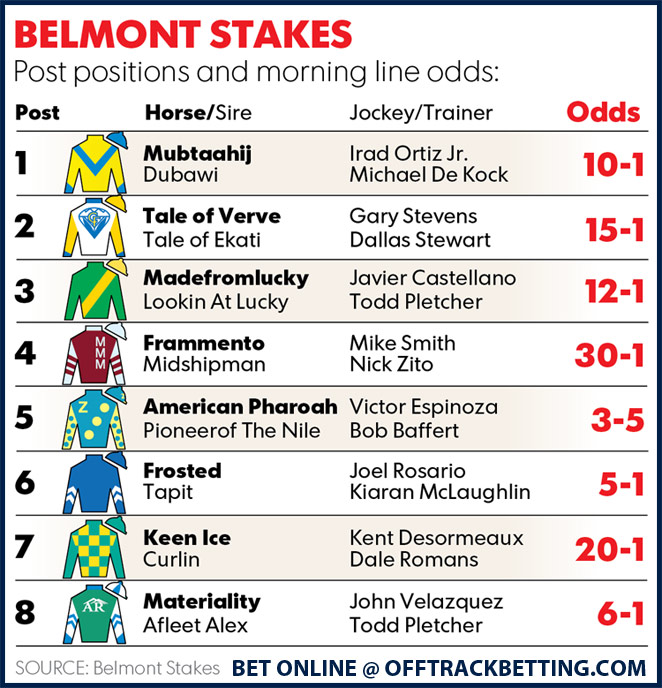 BELMONT STAKES
Post positions and morning line odds:
Post Horse/Sire Jockey/Trainer Odds
1 Mubtaahij Irad Ortiz Jr. 10-1
Dubawi Michael De Kock
2 Tale of Verve Gary Stevens 15-1
Tale of Ekati Dallas Stewart
3 Madefromlucky Javier Castellano 12-1
Lookin At Lucky Todd Pletcher
4 MMM Frammento Mike Smith 30-1
Midshipman Nick Zito
5 Z American Pharoah Victor Espinoza 3-5
Pioneerof The Nile Bob Baffert
6 Frosted Joel Rosario 5-1
Tapit Kiaran McLaughlin
7 Keen Ice Kent Desormeaux 20-1
Curlin Dale Romans
8 AR Materiality John Velazquez 6-1
Afleet Alex Todd Pletcher
SOURCE: Belmont Stakes BET ONLINE @ OFFTRACKBETTING.COM